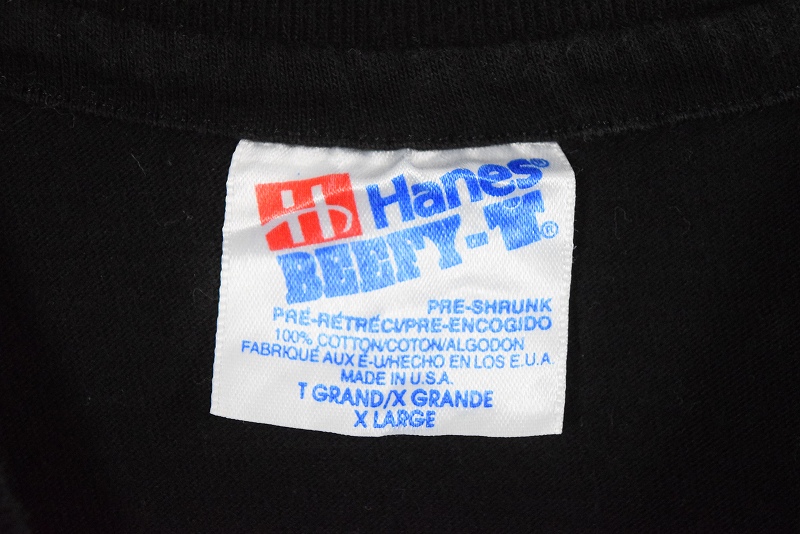 Hanes®
BEEFY-T®
PRE-SHRUNK
PRÉ-RÉTRÉCI/PRE-ENCOGIDO
100% COTTON/COTON/ALGODON
FABRIQUÉ AUX É-U/HECHO EN LOS E.U.A.
MADE IN U.S.A.
T GRAND/X GRANDE
X LARGE